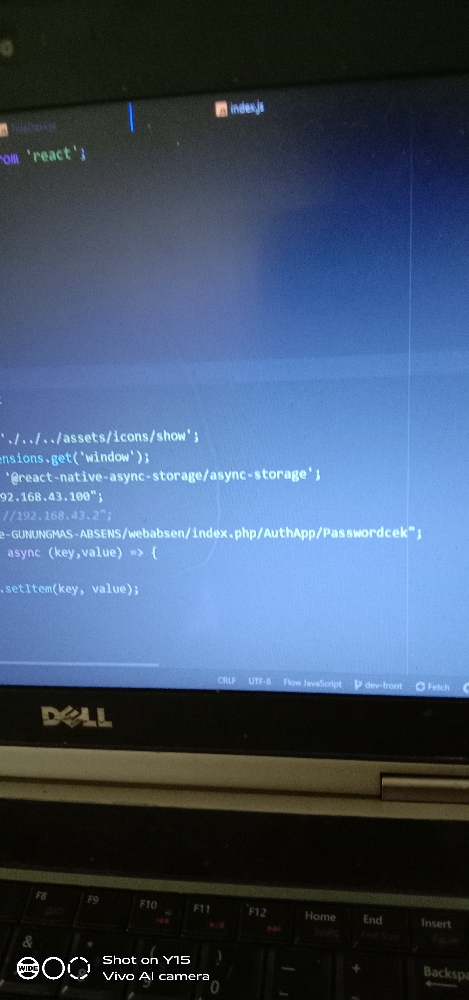 index.js
rom 'react';
'./../../assets/icons/show';
ensions.get('window');
'@react-native-async-storage/async-storage';
92.168.43.100";
//192.168.43.2";
e-GUNUNGMAS-ABSENS/webabsen/index.php/AuthApp/Passwordcek";
async (key,value) => {
.setItem(key, value);
CRLF UTF-8 Flow JavaScript dev-front Fetch
DELL
F8 F9 F10 F11 F12 Home End Insert
& * ( ) _ + Backsp
0
WIDE
Shot on Y15
Vivo AI camera